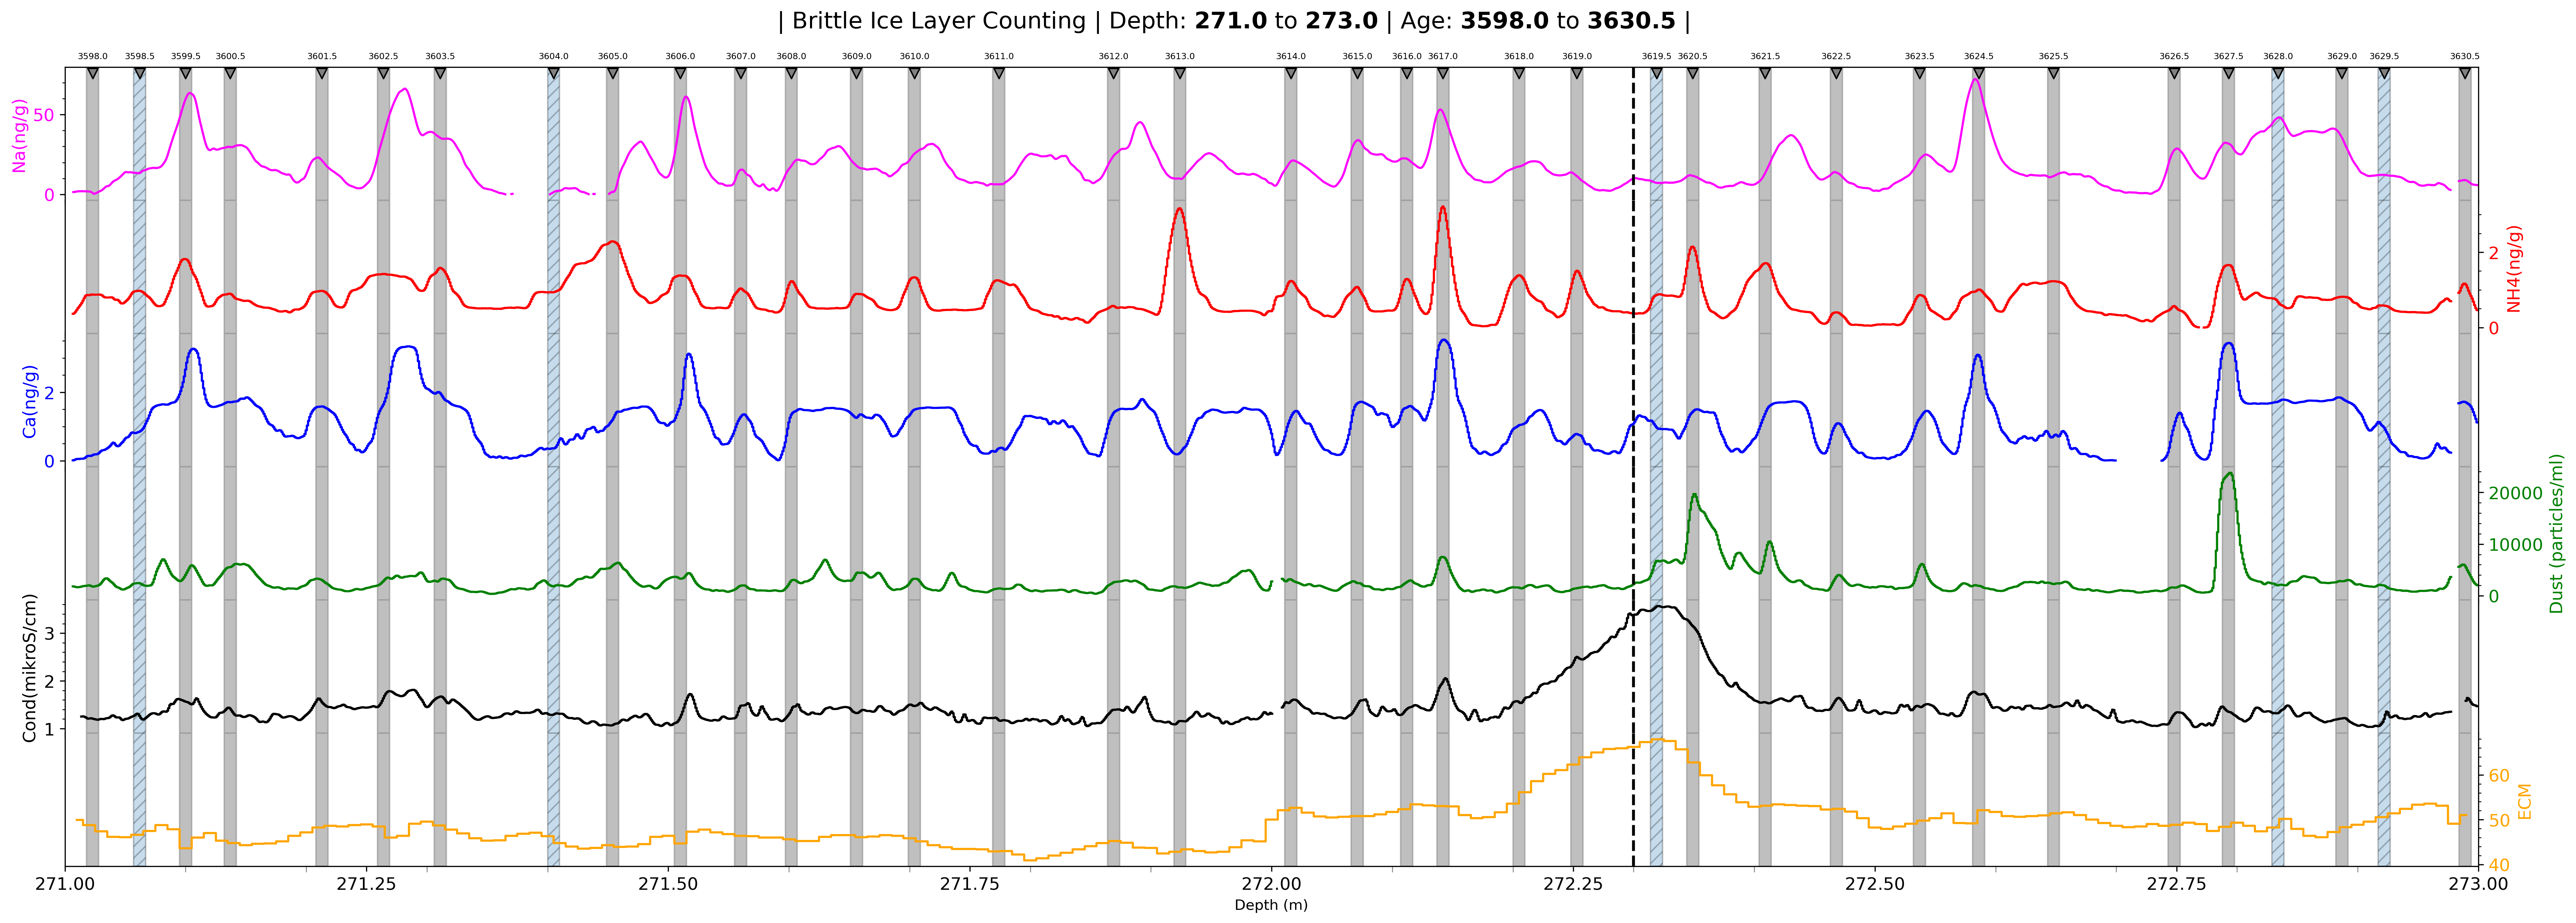 | Brittle Ice Layer Counting | Depth: 271.0 to 273.0 | Age: 3598.0 to 3630.5 |
3598.0 3598.5 3599.5 3600.5 3601.5 3602.5 3603.5 3604.0 3605.0 3606.0 3607.0 3608.0 3609.0 3610.0 3611.0 3612.0 3613.0 3614.0 3615.0 3616.0 3617.0 3618.0 3619.0 3619.5 3620.5 3621.5 3622.5 3623.5 3624.5 3625.5 3626.5 3627.5 3628.0 3629.0 3629.5 3630.5
Na(ng/g)
50
0
NH4(ng/g)
2
0
Ca(ng/g)
2
0
Dust (particles/ml)
20000
10000
0
Cond(mikroS/cm)
3
2
1
ECM
60
50
40
271.00 271.25 271.50 271.75 272.00 272.25 272.50 272.75 273.00
Depth (m)